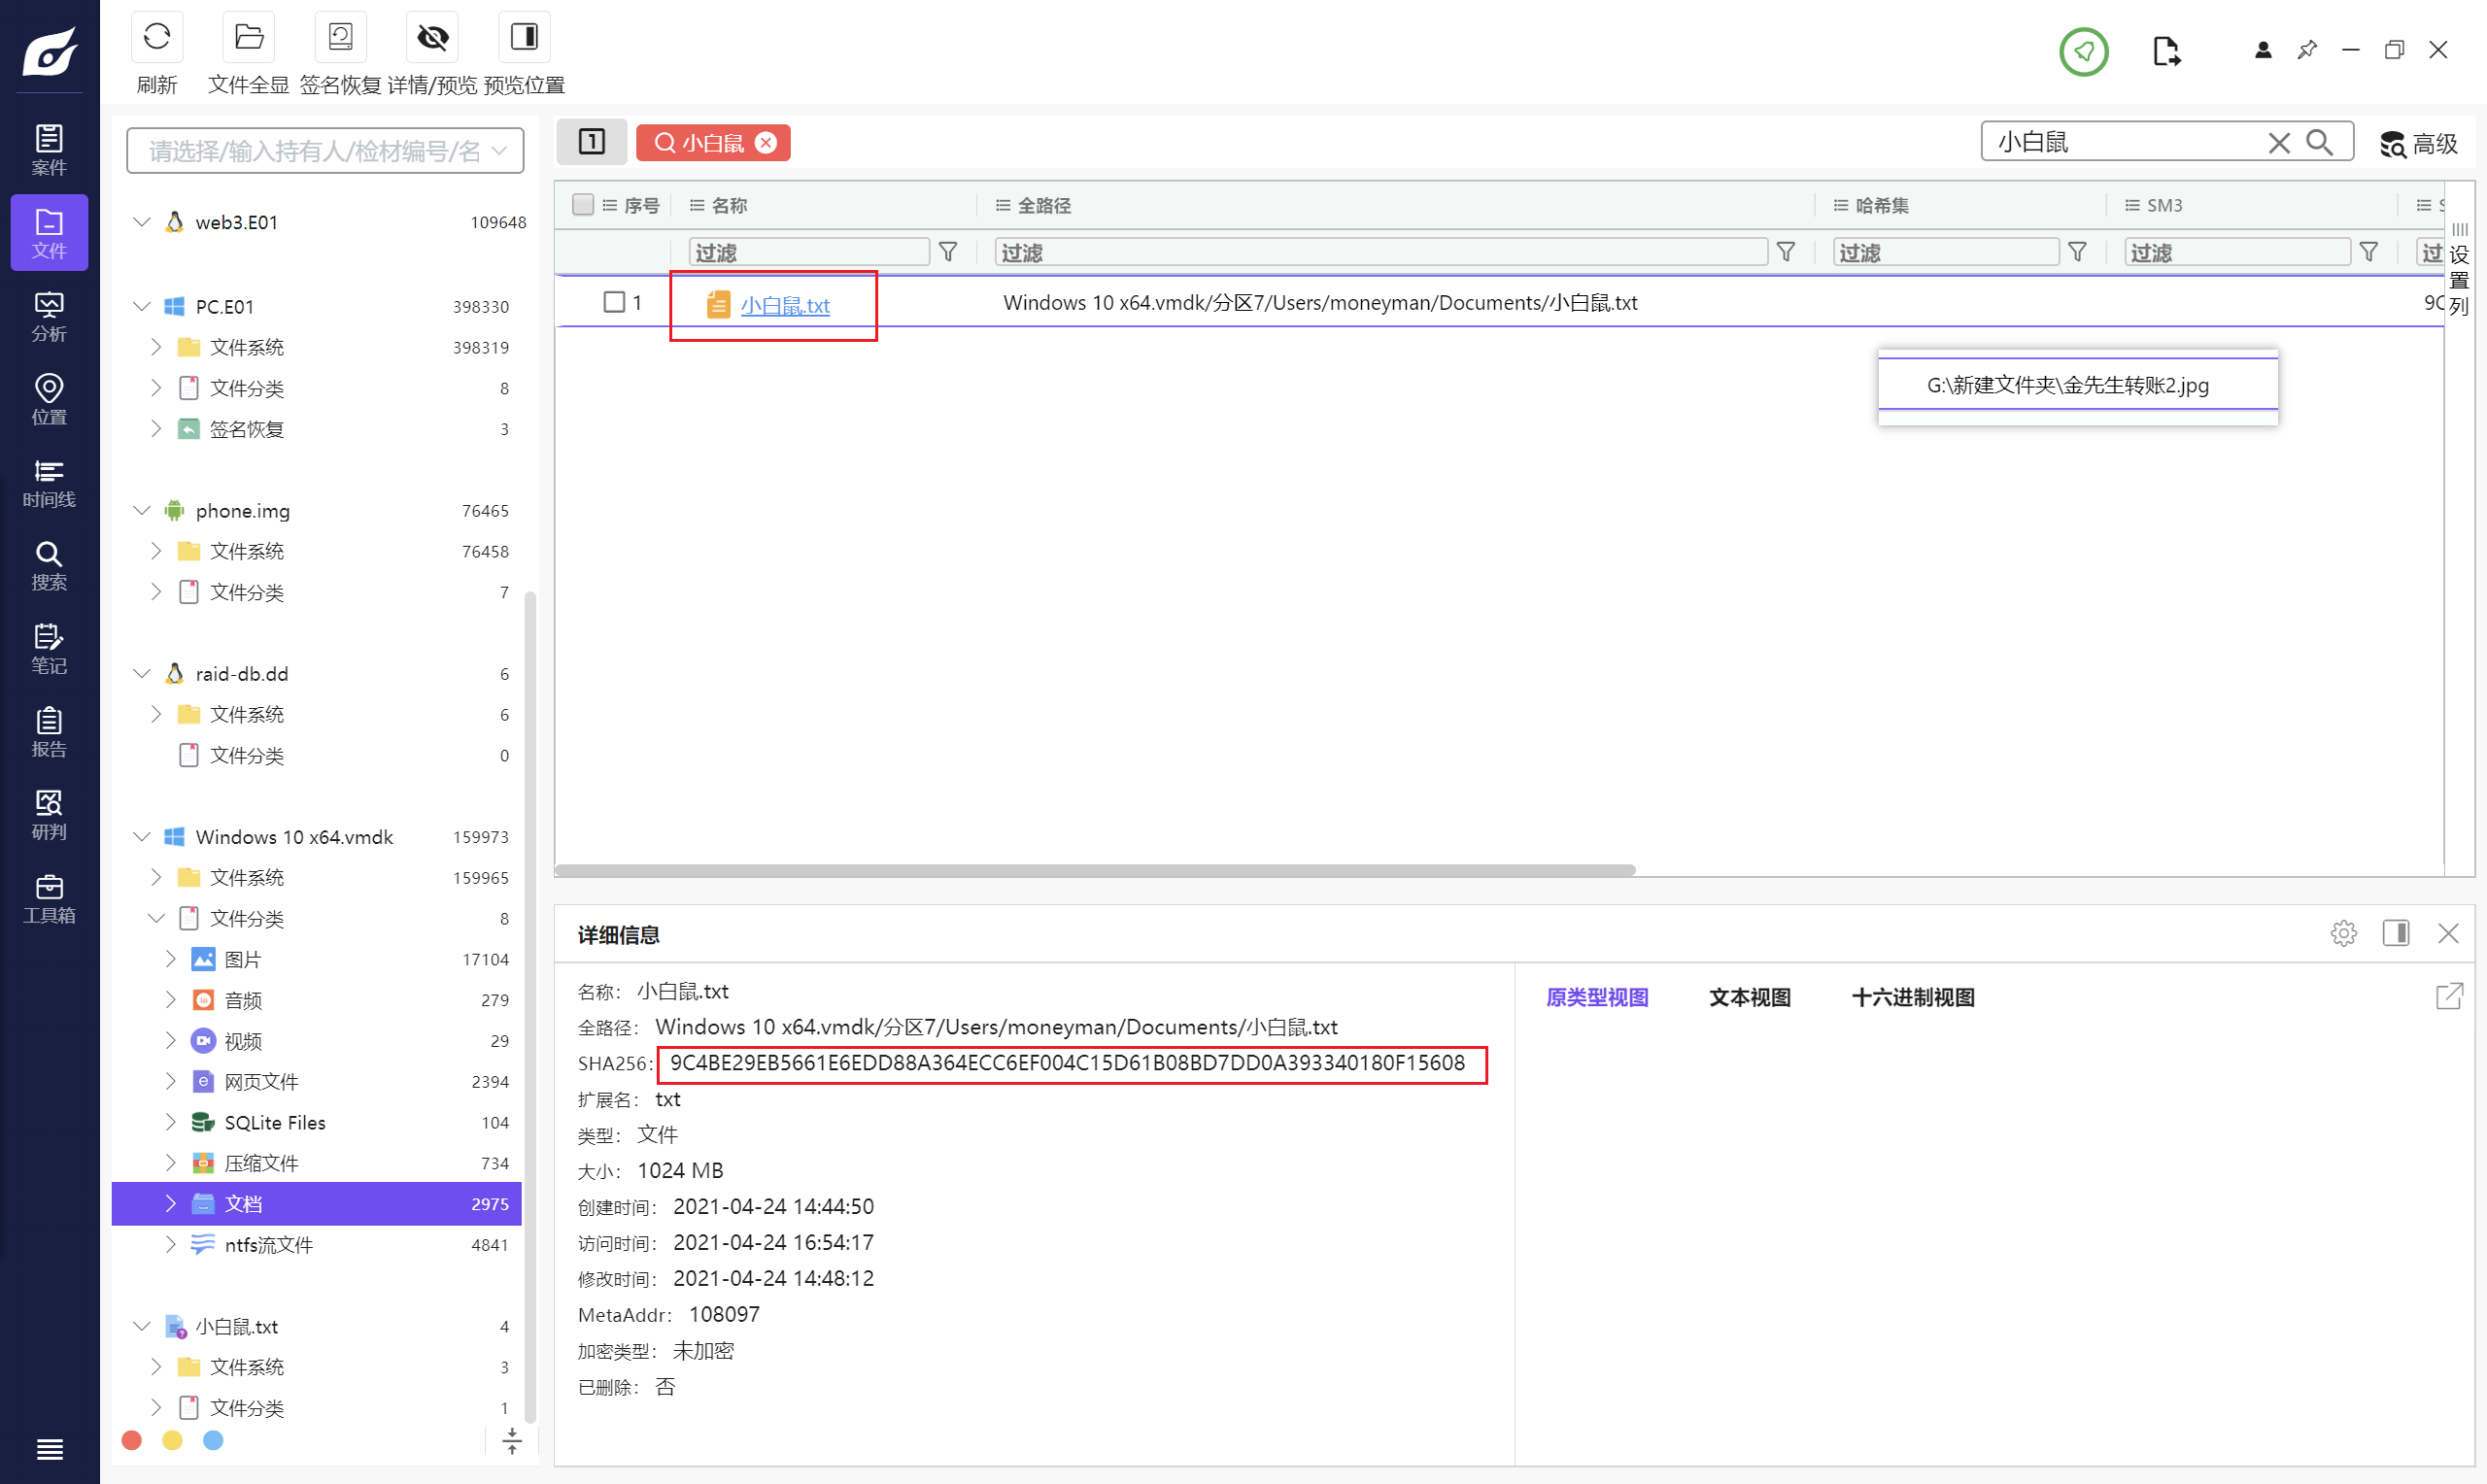 刷新
文件全显
签名恢复
详情/预览
预览位置
案件
文件
分析
位置
时间线
搜索
笔记
报告
研判
工具箱
请选择/输入持有人/检材编号/名
web3.E01 109648
PC.E01 398330
文件系统 398319
文件分类 8
签名恢复 3
phone.img 76465
文件系统 76458
文件分类 7
raid-db.dd 6
文件系统 6
文件分类 0
Windows 10 x64.vmdk 159973
文件系统 159965
文件分类 8
图片 17104
音频 279
视频 29
网页文件 2394
SQLite Files 104
压缩文件 734
文档 2975
ntfs流文件 4841
小白鼠.txt 4
文件系统 3
文件分类 1
1 小白鼠
小白鼠 高级
序号 名称 全路径 哈希集 SM3 S
过滤 过滤 过滤 过滤 过
设置列
1 小白鼠.txt Windows 10 x64.vmdk/分区7/Users/moneyman/Documents/小白鼠.txt 9C
G:\新建文件夹\金先生转账2.jpg
详细信息
名称： 小白鼠.txt
全路径： Windows 10 x64.vmdk/分区7/Users/moneyman/Documents/小白鼠.txt
SHA256： 9C4BE29EB5661E6EDD88A364ECC6EF004C15D61B08BD7DD0A393340180F15608
扩展名： txt
类型： 文件
大小： 1024 MB
创建时间： 2021-04-24 14:44:50
访问时间： 2021-04-24 16:54:17
修改时间： 2021-04-24 14:48:12
MetaAddr： 108097
加密类型： 未加密
已删除： 否
原类型视图 文本视图 十六进制视图